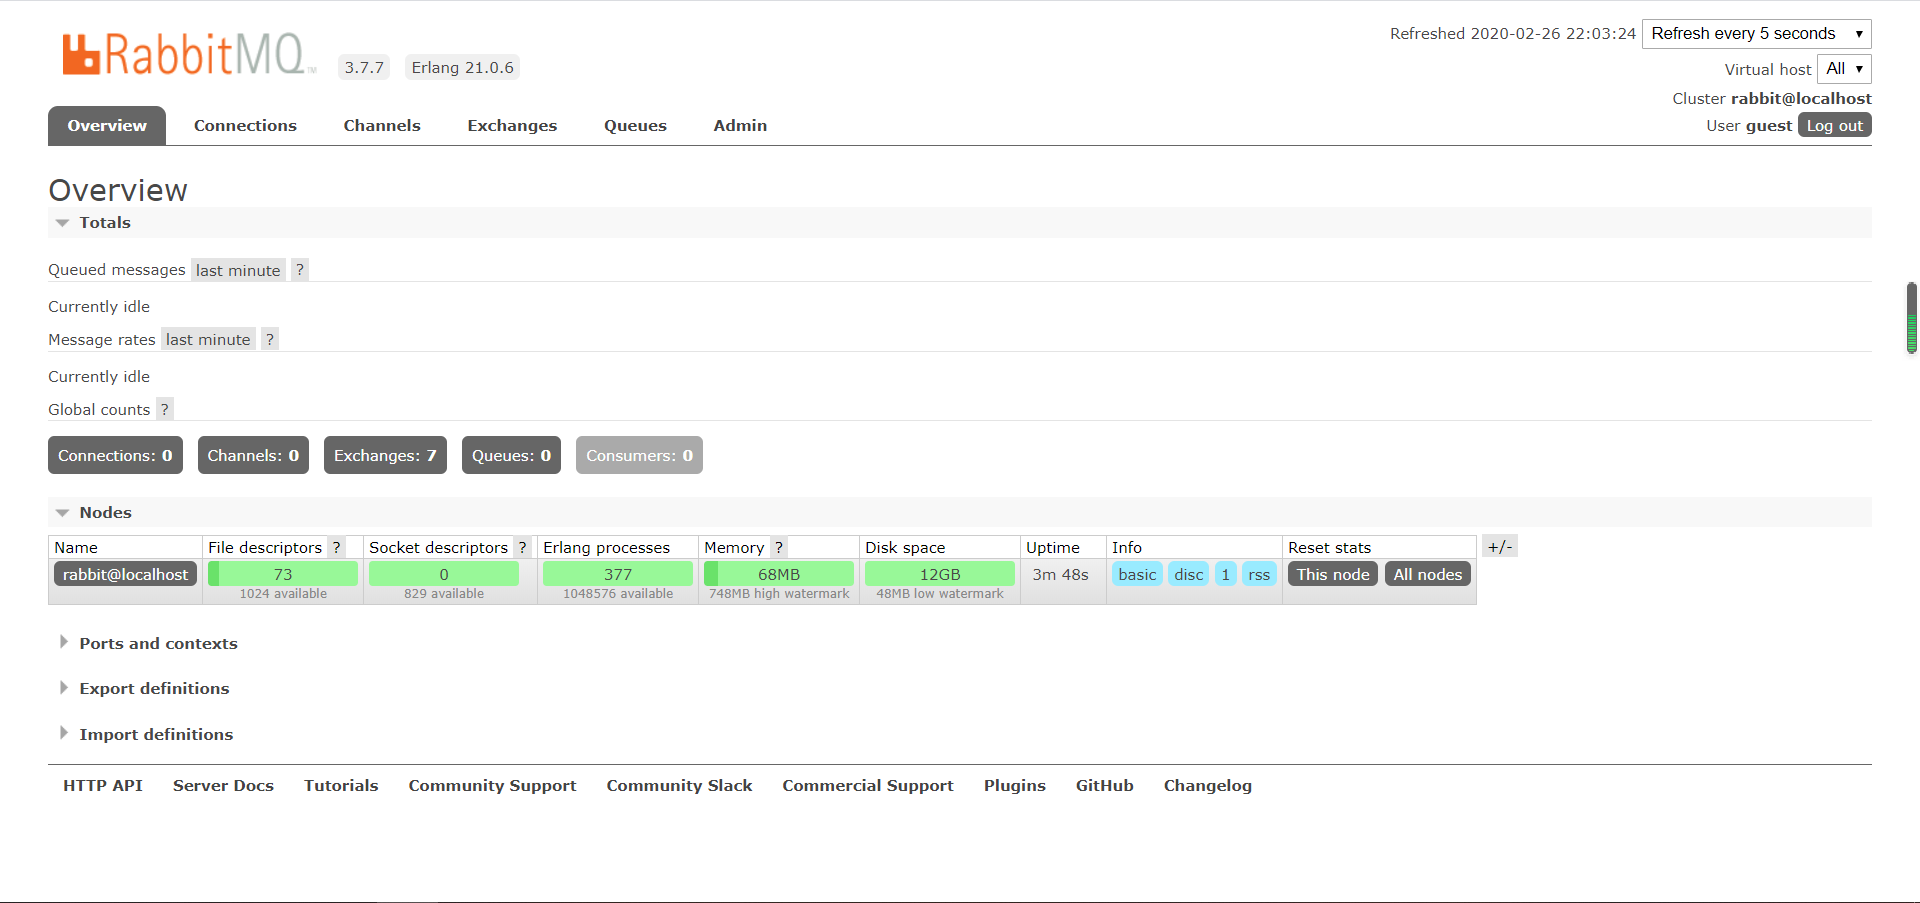 RabbitMQ TM 3.7.7 Erlang 21.0.6
Refreshed 2020-02-26 22:03:24 Refresh every 5 seconds
Virtual host All
Cluster rabbit@localhost
User guest Log out
Overview Connections Channels Exchanges Queues Admin
Overview
Totals
Queued messages last minute ?
Currently idle
Message rates last minute ?
Currently idle
Global counts ?
Connections: 0 Channels: 0 Exchanges: 7 Queues: 0 Consumers: 0
Nodes
Name File descriptors ? Socket descriptors ? Erlang processes Memory ? Disk space Uptime Info Reset stats +/-
rabbit@localhost 73 0 377 68MB 12GB 3m 48s basic disc 1 rss This node All nodes
1024 available 829 available 1048576 available 748MB high watermark 48MB low watermark
Ports and contexts
Export definitions
Import definitions
HTTP API Server Docs Tutorials Community Support Community Slack Commercial Support Plugins GitHub Changelog